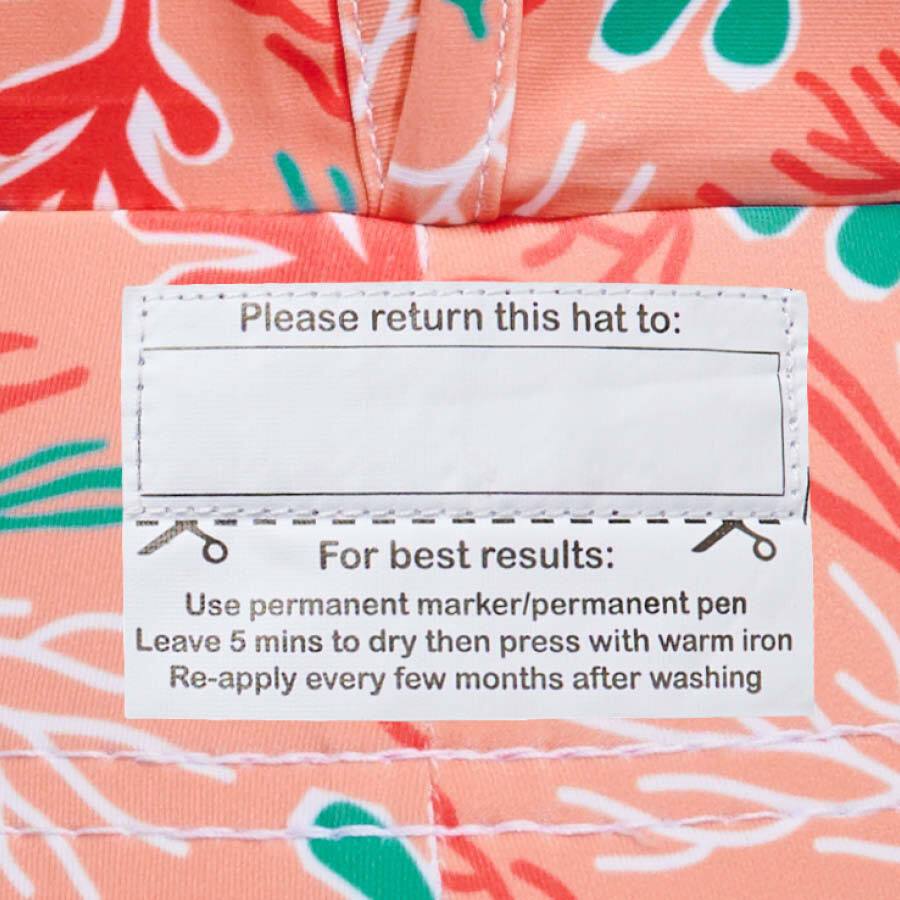 Please return this hat to:
For best results:
Use permanent marker/permanent pen
Leave 5 mins to dry then press with warm iron
Re-apply every few months after washing